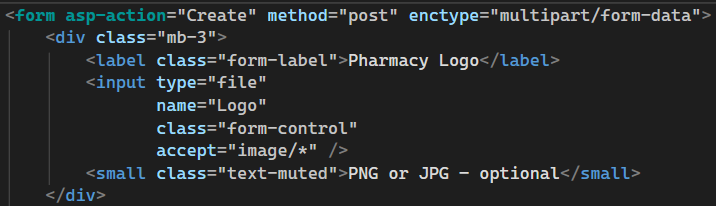 <form asp-action="Create" method="post" enctype="multipart/form-data">
    <div class="mb-3">
        <label class="form-label">Pharmacy Logo</label>
        <input type="file"
               name="Logo"
               class="form-control"
               accept="image/*" />
        <small class="text-muted">PNG or JPG – optional</small>
    </div>